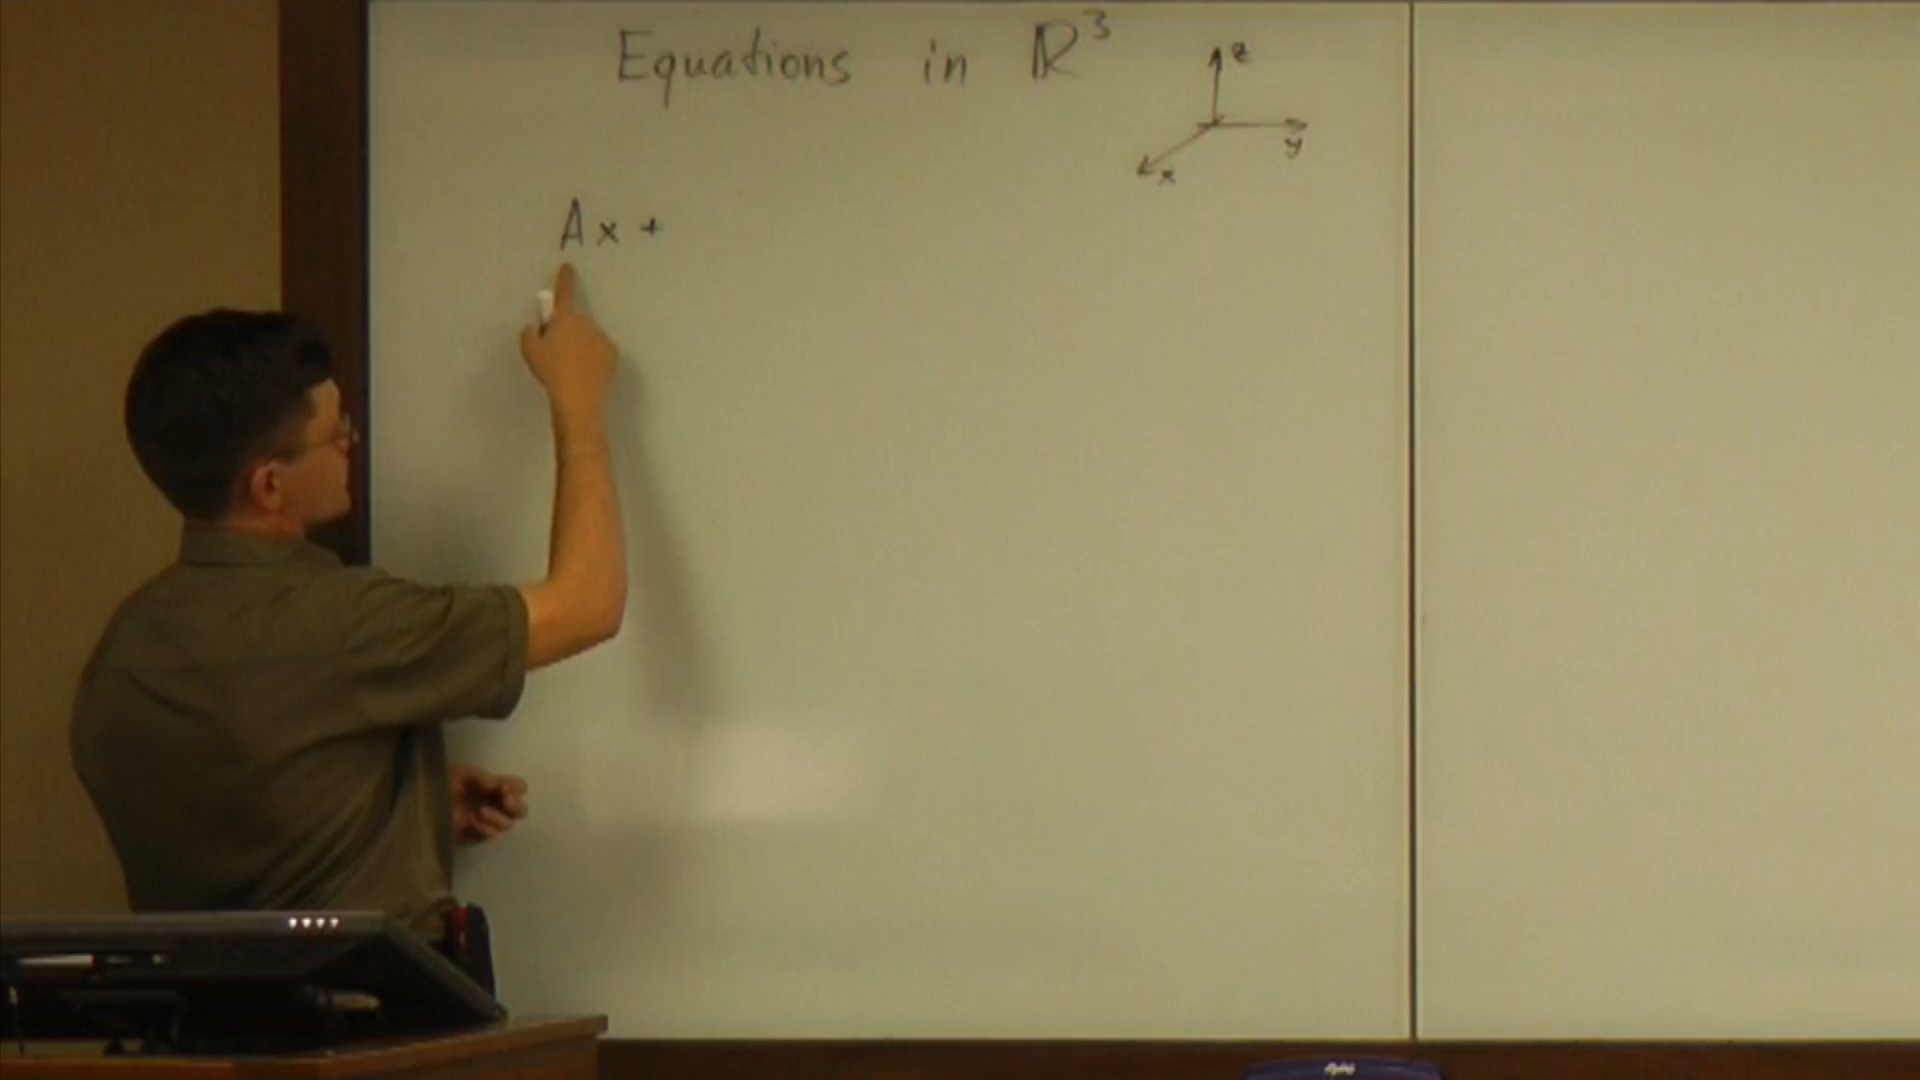 Equations in ℝ³
z
y
x
Ax +